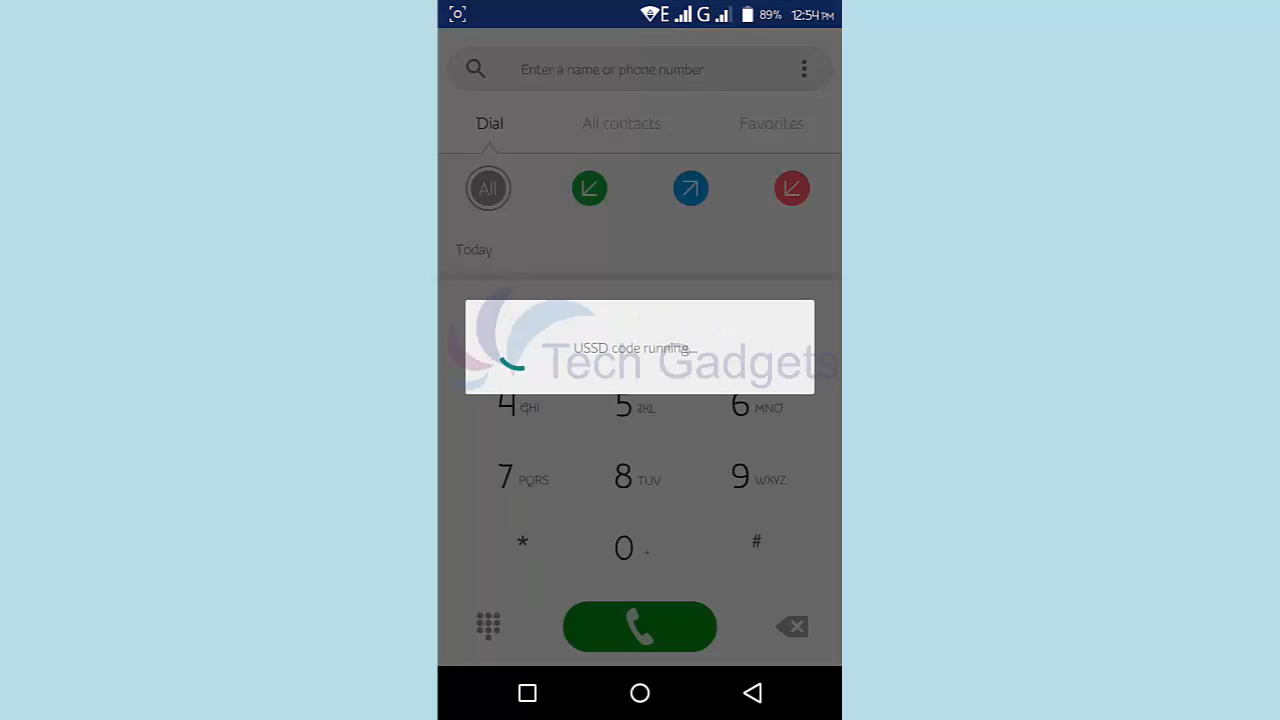 E G 89% 12:54 PM
Enter a name or phone number
Dial All contacts Favorites
All
Today
USSD code running...
Tech Gadgets
4 GHI 5 JKL 6 MNO
7 PQRS 8 TUV 9 WXYZ
* 0 + #